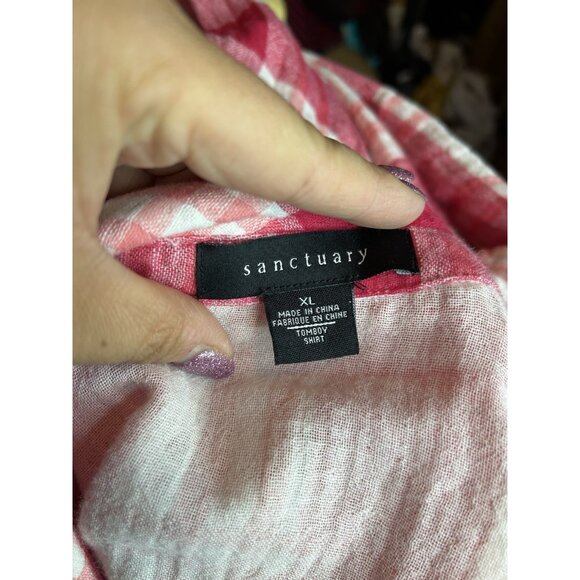 sanctuary
XL
MADE IN CHINA
FABRIQUE EN CHINE
TOMBOY
SHIRT